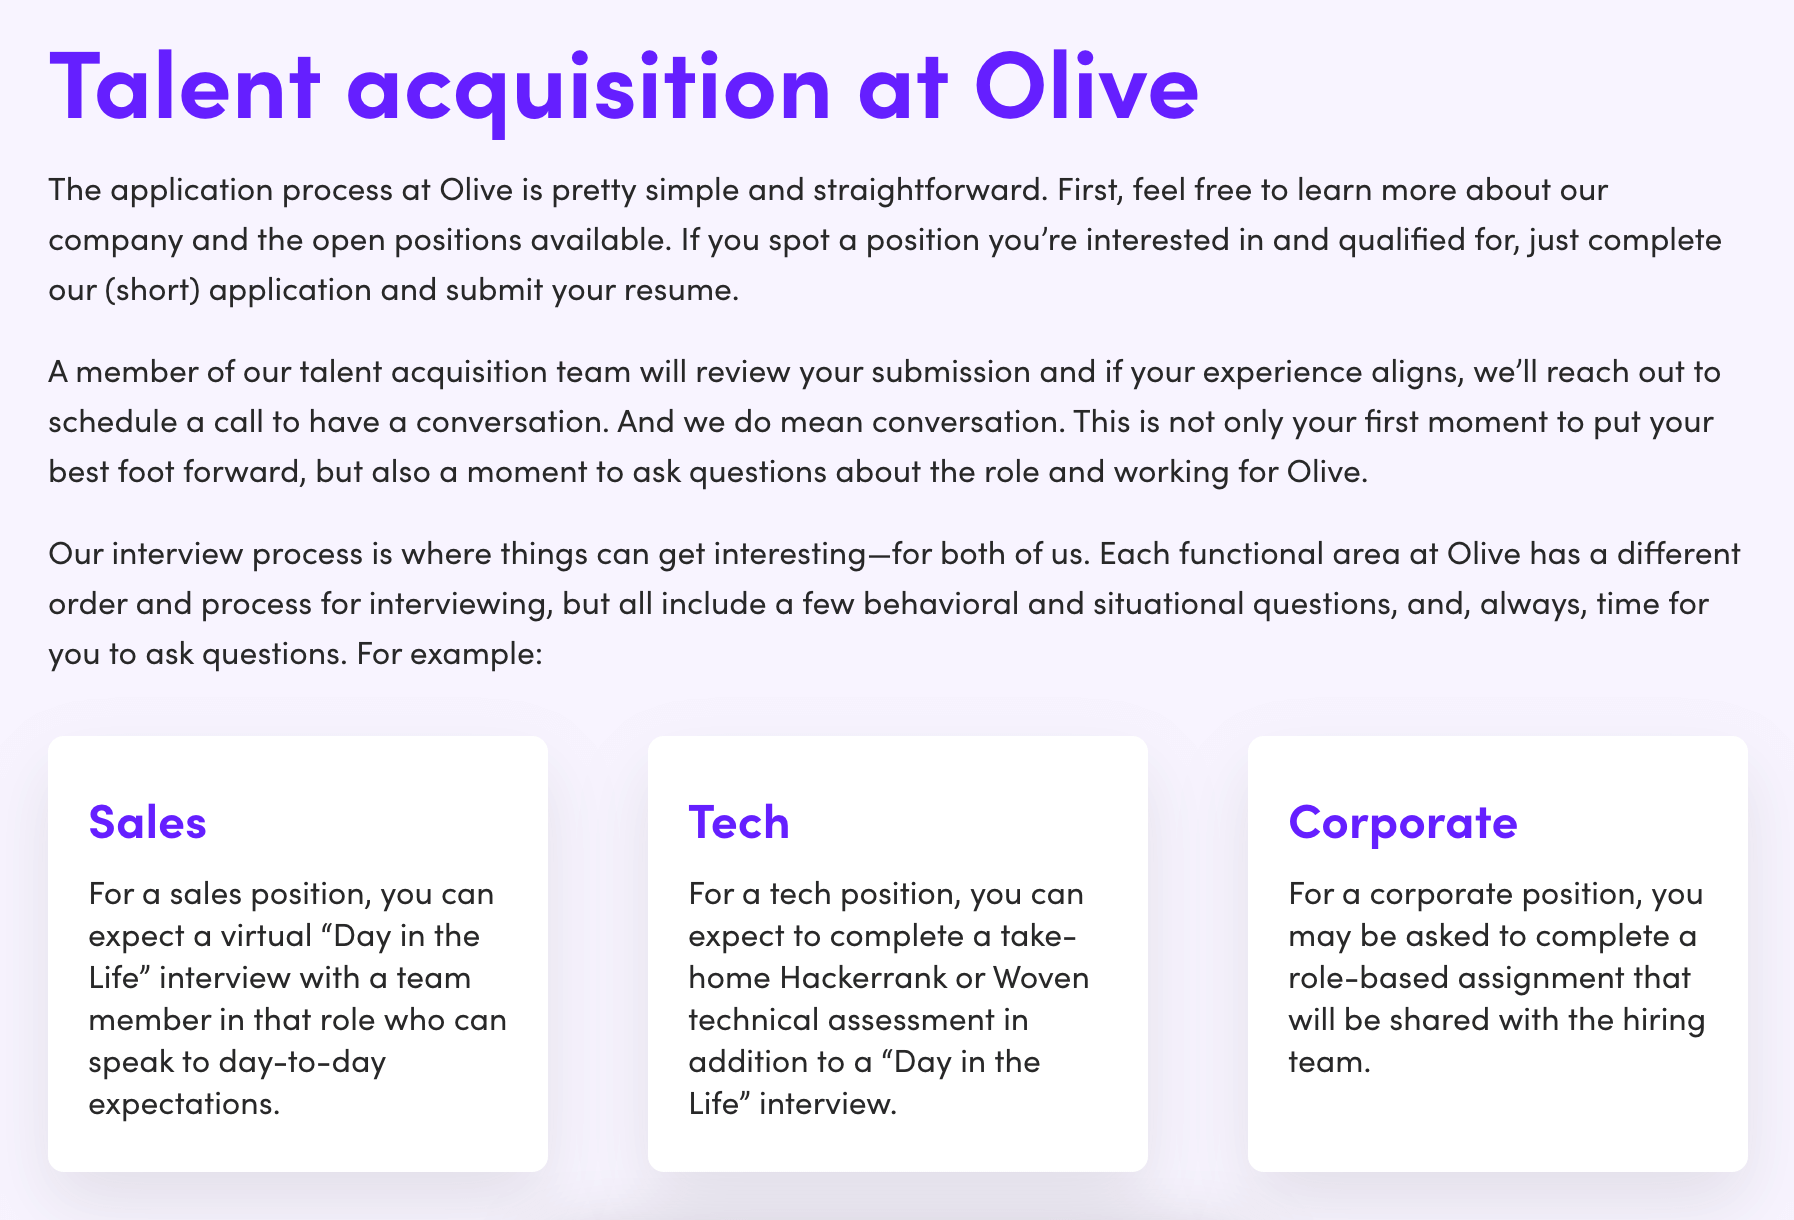 Talent acquisition at Olive
The application process at Olive is pretty simple and straightforward. First, feel free to learn more about our
company and the open positions available. If you spot a position you’re interested in and qualified for, just complete
our (short) application and submit your resume.
A member of our talent acquisition team will review your submission and if your experience aligns, we’ll reach out to
schedule a call to have a conversation. And we do mean conversation. This is not only your first moment to put your
best foot forward, but also a moment to ask questions about the role and working for Olive.
Our interview process is where things can get interesting—for both of us. Each functional area at Olive has a different
order and process for interviewing, but all include a few behavioral and situational questions, and, always, time for
you to ask questions. For example:
Sales
For a sales position, you can
expect a virtual “Day in the
Life” interview with a team
member in that role who can
speak to day-to-day
expectations.
Tech
For a tech position, you can
expect to complete a take-
home Hackerrank or Woven
technical assessment in
addition to a “Day in the
Life” interview.
Corporate
For a corporate position, you
may be asked to complete a
role-based assignment that
will be shared with the hiring
team.